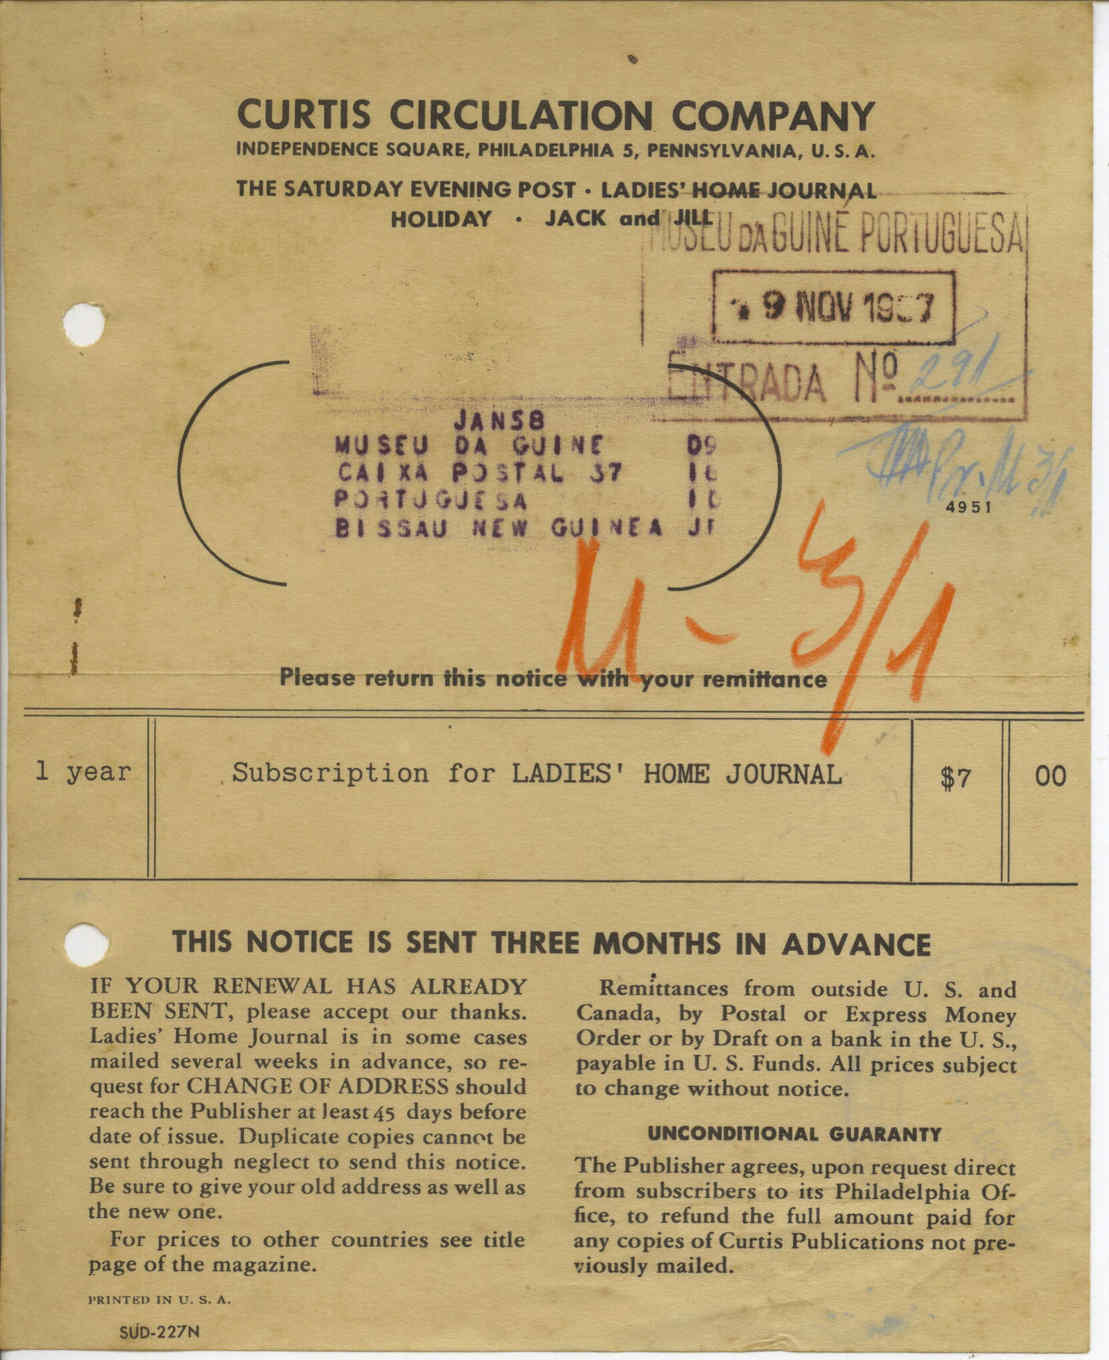 CURTIS CIRCULATION COMPANY
INDEPENDENCE SQUARE, PHILADELPHIA 5, PENNSYLVANIA, U. S. A.
THE SATURDAY EVENING POST · LADIES' HOME JOURNAL
HOLIDAY · JACK and JILL
MUSEU DA GUINÉ PORTUGUESA
9 NOV 1957
ENTRADA Nº 291
JAN58
MUSEU DA GUINE D9
CAIXA POSTAL 37
PORTUGUESA
BISSAU NEW GUINEA
4951
M - 3/1
Please return this notice with your remittance
1 year Subscription for LADIES' HOME JOURNAL $7 00
THIS NOTICE IS SENT THREE MONTHS IN ADVANCE
IF YOUR RENEWAL HAS ALREADY
BEEN SENT, please accept our thanks.
Ladies' Home Journal is in some cases
mailed several weeks in advance, so re-
quest for CHANGE OF ADDRESS should
reach the Publisher at least 45 days before
date of issue. Duplicate copies cannot be
sent through neglect to send this notice.
Be sure to give your old address as well as
the new one.
For prices to other countries see title
page of the magazine.
PRINTED IN U. S. A.
SUD-227N
Remittances from outside U. S. and
Canada, by Postal or Express Money
Order or by Draft on a bank in the U. S.,
payable in U. S. Funds. All prices subject
to change without notice.
UNCONDITIONAL GUARANTY
The Publisher agrees, upon request direct
from subscribers to its Philadelphia Of-
fice, to refund the full amount paid for
any copies of Curtis Publications not pre-
viously mailed.